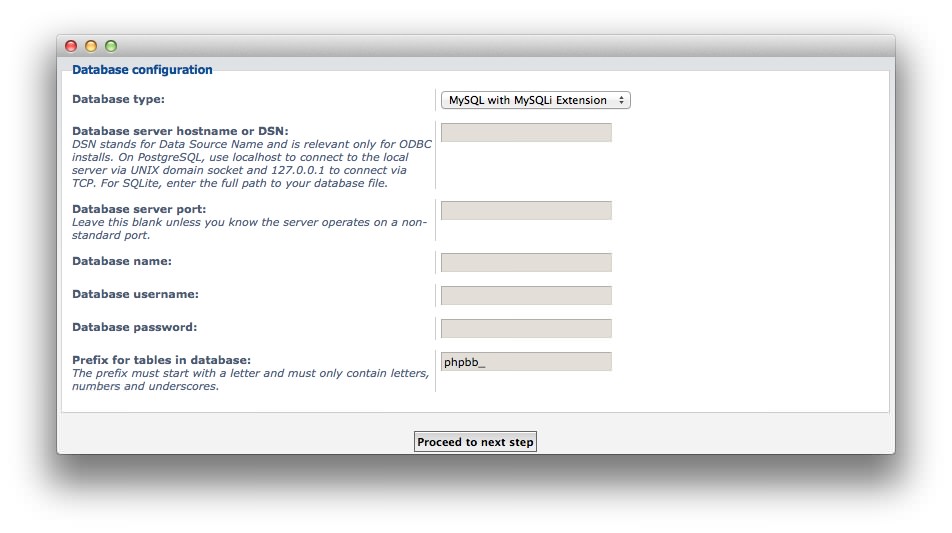 Database configuration
Database type:
MySQL with MySQLi Extension
Database server hostname or DSN:
DSN stands for Data Source Name and is relevant only for ODBC
installs. On PostgreSQL, use localhost to connect to the local
server via UNIX domain socket and 127.0.0.1 to connect via
TCP. For SQLite, enter the full path to your database file.
Database server port:
Leave this blank unless you know the server operates on a non-
standard port.
Database name:
Database username:
Database password:
Prefix for tables in database:
The prefix must start with a letter and must only contain letters,
numbers and underscores.
phpbb_
Proceed to next step